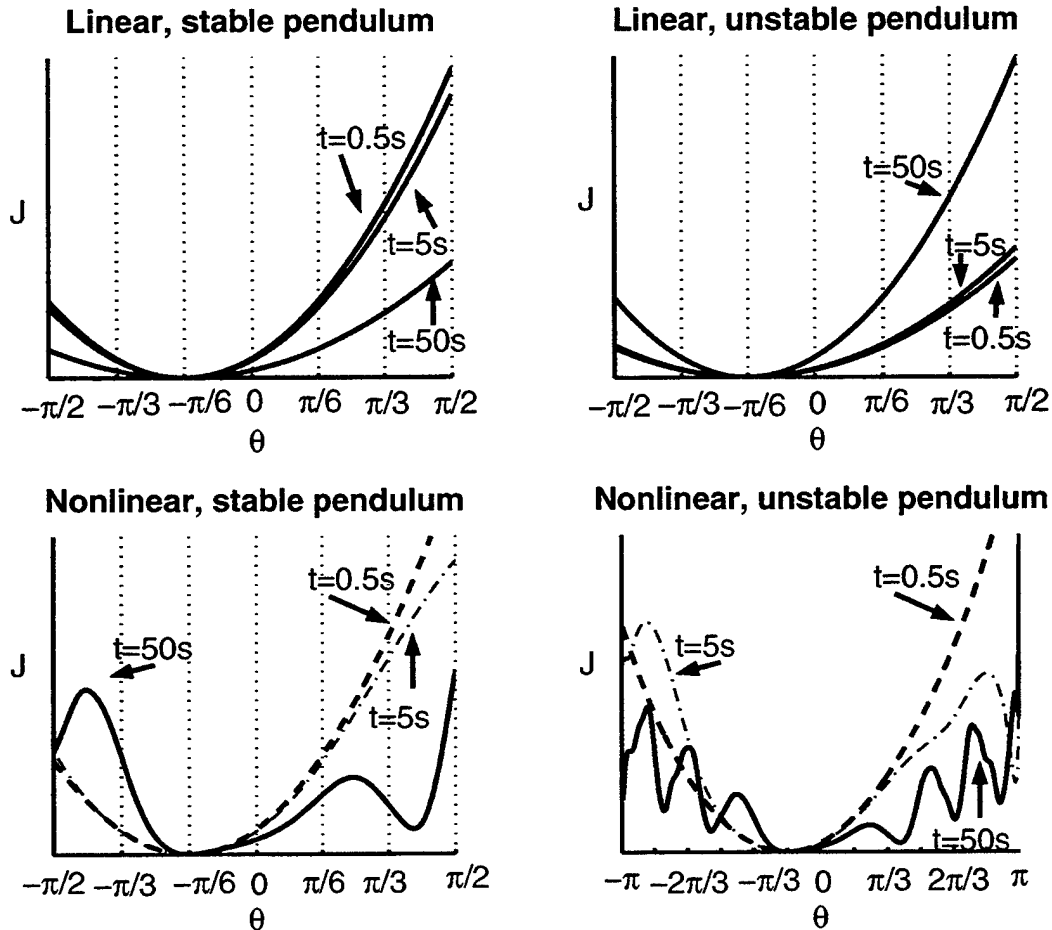 Linear, stable pendulum
J
t=0.5s
t=5s
t=50s
−π/2 −π/3 −π/6 0 π/6 π/3 π/2
θ
Linear, unstable pendulum
J
t=50s
t=5s
t=0.5s
−π/2 −π/3 −π/6 0 π/6 π/3 π/2
θ
Nonlinear, stable pendulum
J
t=0.5s
t=50s
t=5s
−π/2 −π/3 −π/6 0 π/6 π/3 π/2
θ
Nonlinear, unstable pendulum
J
t=0.5s
t=5s
t=50s
−π −2π/3 −π/3 0 π/3 2π/3 π
θ